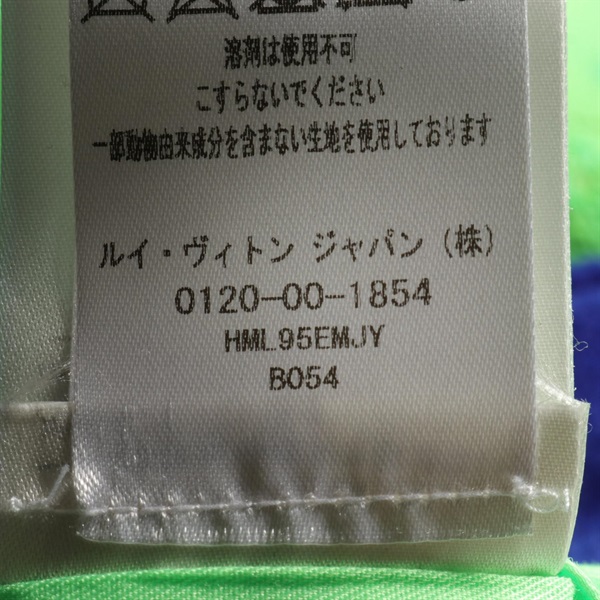 溶剤は使用不可
こすらないでください
一部動物由来成分を含まない生地を使用しております
ルイ・ヴィトン ジャパン（株）
0120-00-1854
HML95EMJY
B054